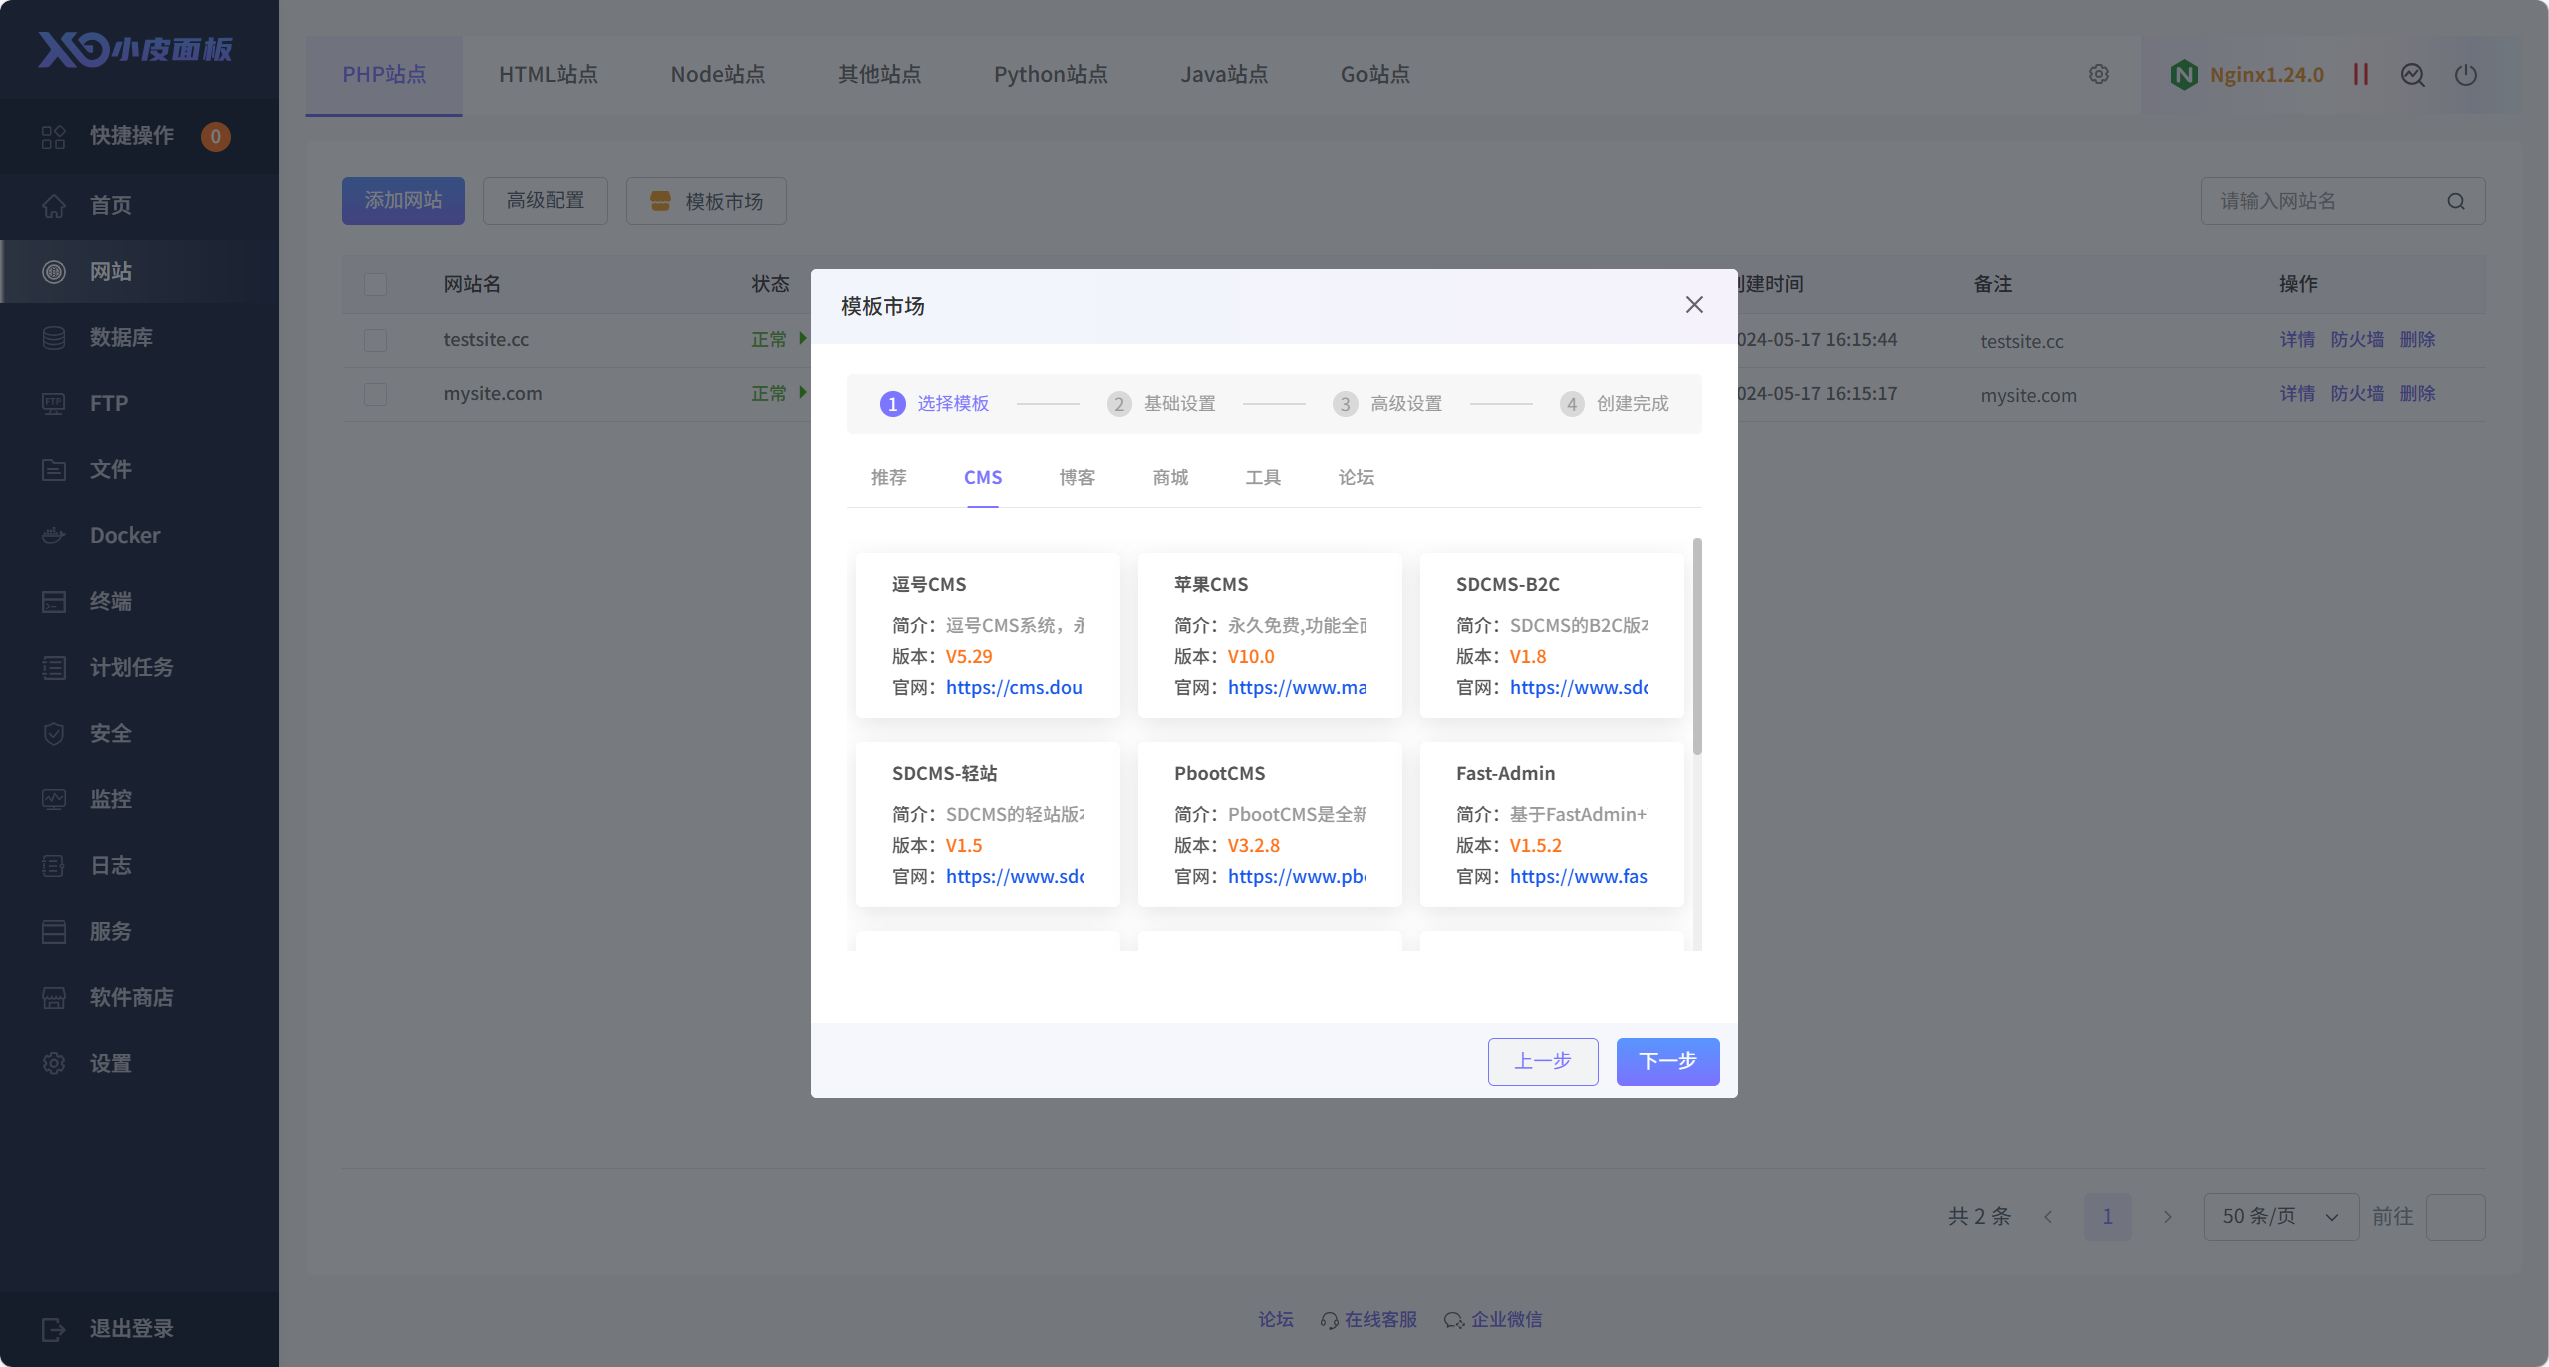 小皮面板
快捷操作 0
首页
网站
数据库
FTP
文件
Docker
终端
计划任务
安全
监控
日志
服务
软件商店
设置
退出登录
PHP站点 HTML站点 Node站点 其他站点 Python站点 Java站点 Go站点
Nginx1.24.0
添加网站 高级配置 模板市场
请输入网站名
网站名 状态 创建时间 备注 操作
testsite.cc 正常 024-05-17 16:15:44 testsite.cc 详情 防火墙 删除
mysite.com 正常 024-05-17 16:15:17 mysite.com 详情 防火墙 删除
模板市场
1 选择模板 2 基础设置 3 高级设置 4 创建完成
推荐 CMS 博客 商城 工具 论坛
逗号CMS
简介：逗号CMS系统，永
版本：V5.29
官网：https://cms.dou
苹果CMS
简介：永久免费,功能全面
版本：V10.0
官网：https://www.ma
SDCMS-B2C
简介：SDCMS的B2C版本
版本：V1.8
官网：https://www.sdc
SDCMS-轻站
简介：SDCMS的轻站版本
版本：V1.5
官网：https://www.sdc
PbootCMS
简介：PbootCMS是全新
版本：V3.2.8
官网：https://www.pb
Fast-Admin
简介：基于FastAdmin+
版本：V1.5.2
官网：https://www.fas
上一步 下一步
共 2 条 1 50 条/页 前往
论坛 在线客服 企业微信